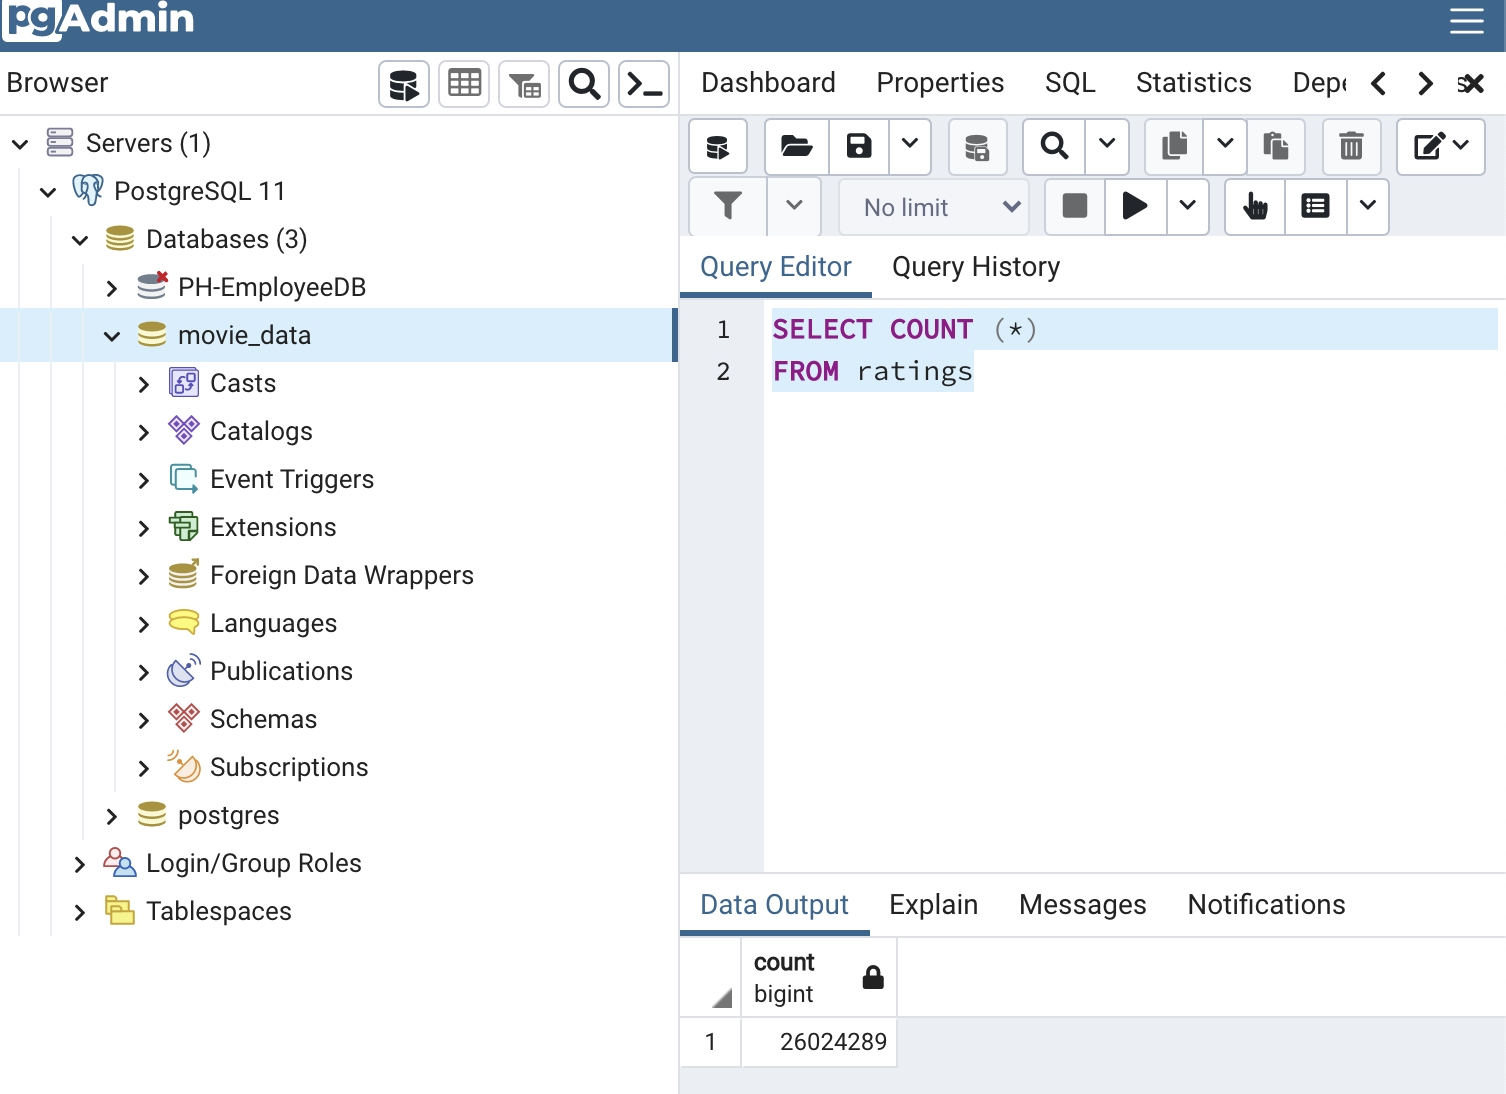 pgAdmin
Browser
Dashboard Properties SQL Statistics Depe s
Servers (1)
PostgreSQL 11
Databases (3)
PH-EmployeeDB
movie_data
Casts
Catalogs
Event Triggers
Extensions
Foreign Data Wrappers
Languages
Publications
Schemas
Subscriptions
postgres
Login/Group Roles
Tablespaces
No limit
Query Editor Query History
1 SELECT COUNT (*)
2 FROM ratings
Data Output Explain Messages Notifications
count
bigint
1 26024289